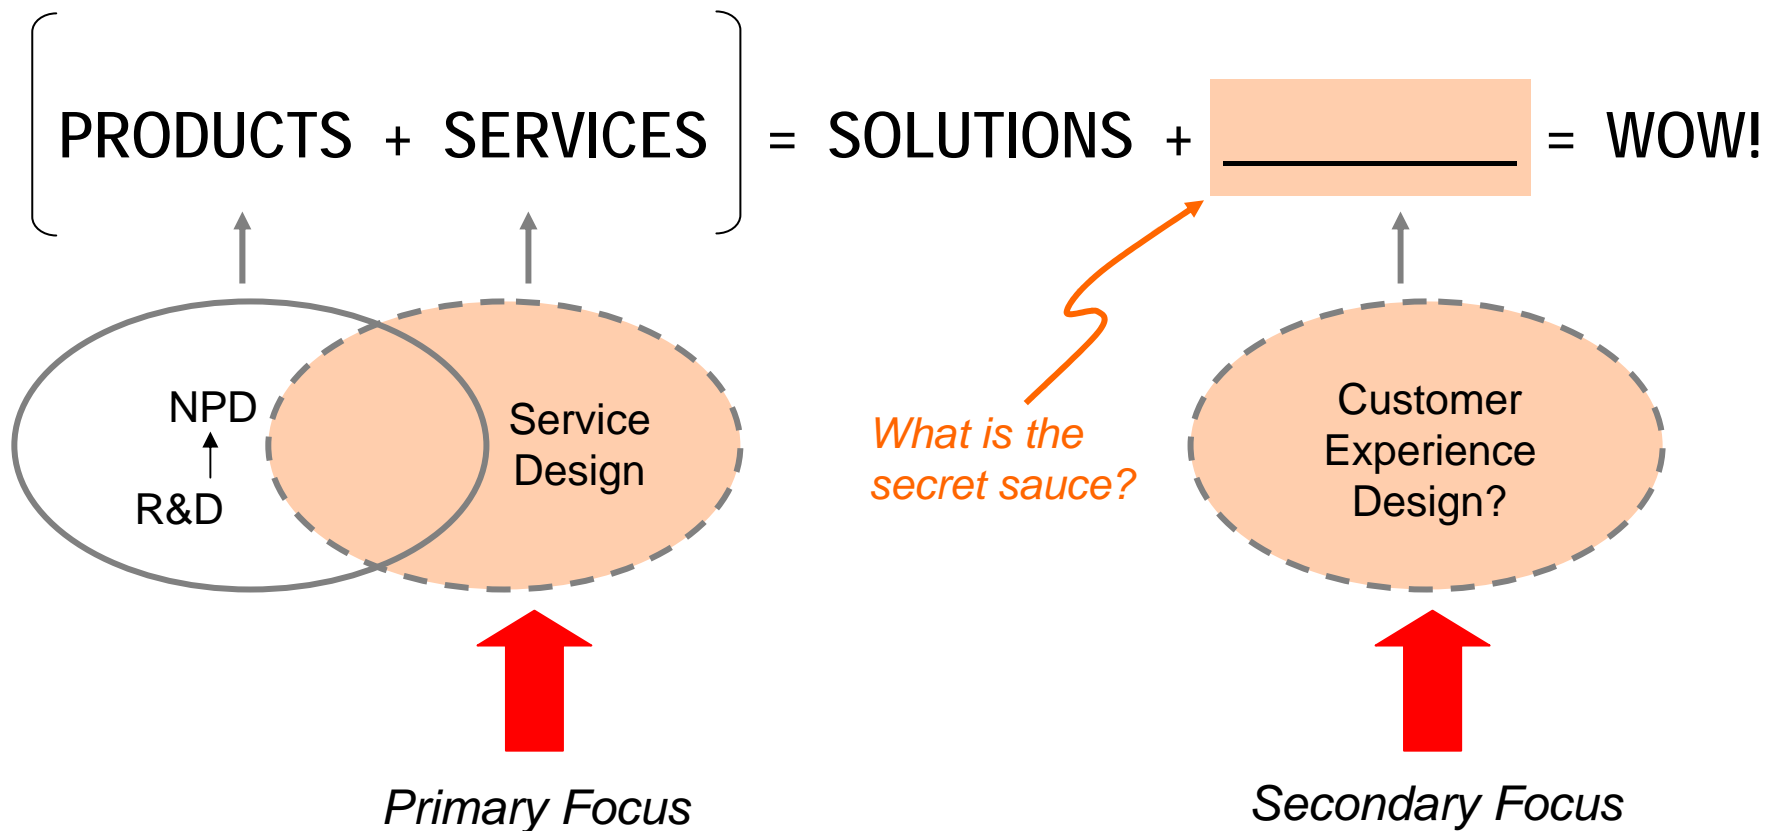 PRODUCTS + SERVICES = SOLUTIONS + __________ = WOW!
NPD
R&D
Service
Design
What is the
secret sauce?
Customer
Experience
Design?
Primary Focus
Secondary Focus